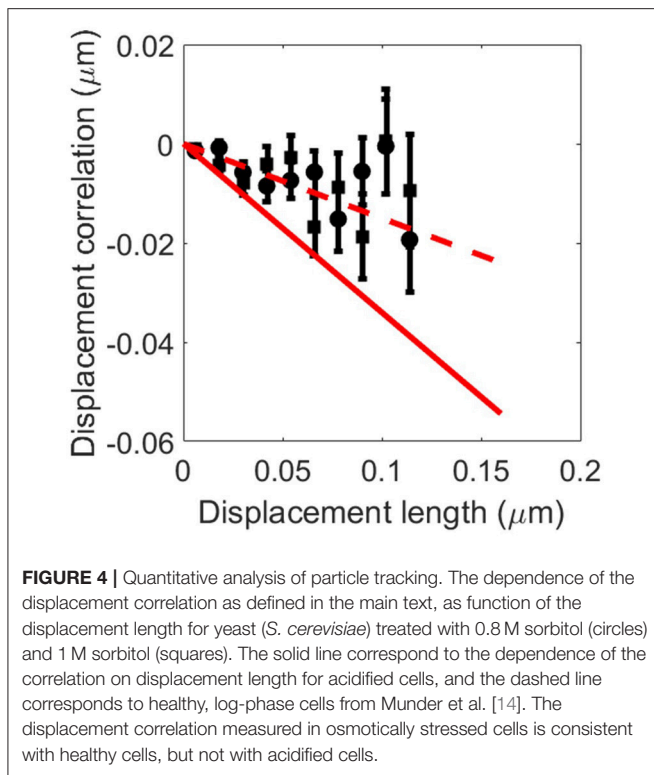 0.02
0
-0.02
-0.04
-0.06
Displacement correlation (μm)
0
0.05
0.1
0.15
0.2
Displacement length (μm)
FIGURE 4 | Quantitative analysis of particle tracking. The dependence of the
displacement correlation as defined in the main text, as function of the
displacement length for yeast (S. cerevisiae) treated with 0.8 M sorbitol (circles)
and 1 M sorbitol (squares). The solid line correspond to the dependence of the
correlation on displacement length for acidified cells, and the dashed line
corresponds to healthy, log-phase cells from Munder et al. [14]. The
displacement correlation measured in osmotically stressed cells is consistent
with healthy cells, but not with acidified cells.